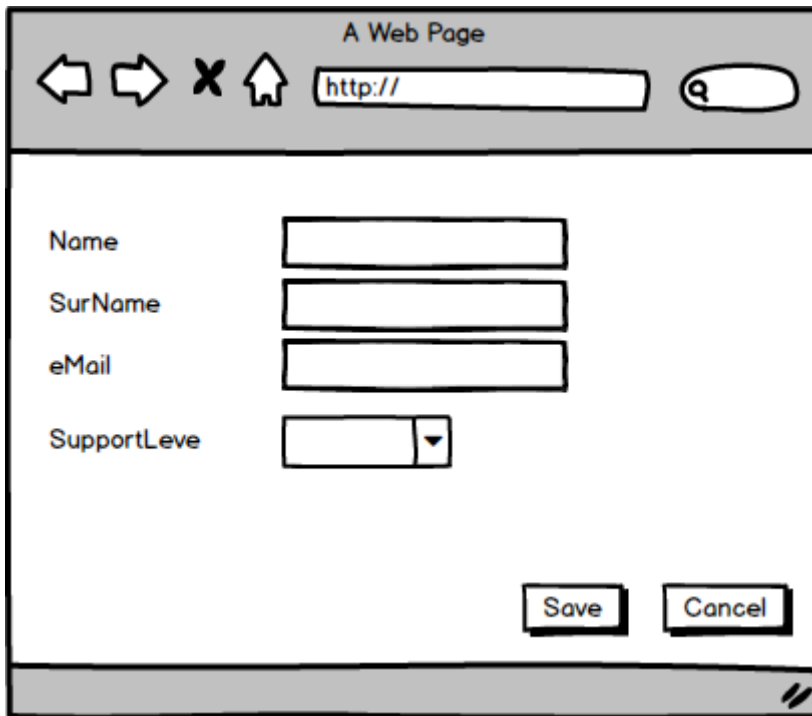 A Web Page
http://
Name
SurName
eMail
SupportLeve
Save Cancel